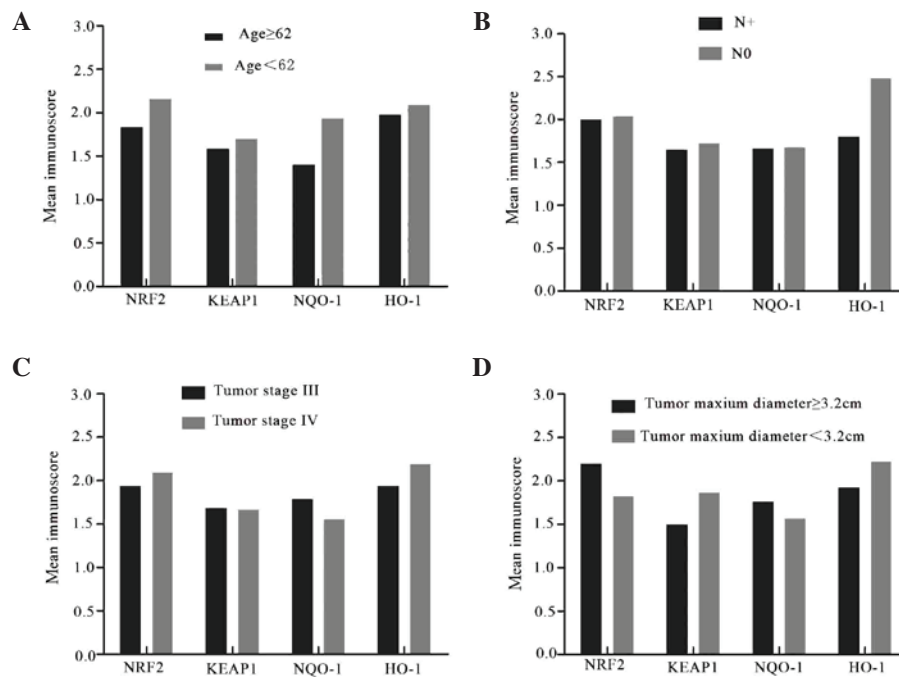 A
Age≥62
Age<62
Mean immunoscore
3.0
2.5
2.0
1.5
1.0
0.5
0.0
NRF2 KEAP1 NQO-1 HO-1
B
N+
N0
Mean immunoscore
3.0
2.5
2.0
1.5
1.0
0.5
0.0
NRF2 KEAP1 NQO-1 HO-1
C
Tumor stage III
Tumor stage IV
Mean immunoscore
3.0
2.5
2.0
1.5
1.0
0.5
0.0
NRF2 KEAP1 NQO-1 HO-1
D
Tumor maxium diameter≥3.2cm
Tumor maxium diameter<3.2cm
Mean immunoscore
3.0
2.5
2.0
1.5
1.0
0.5
0.0
NRF2 KEAP1 NQO-1 HO-1